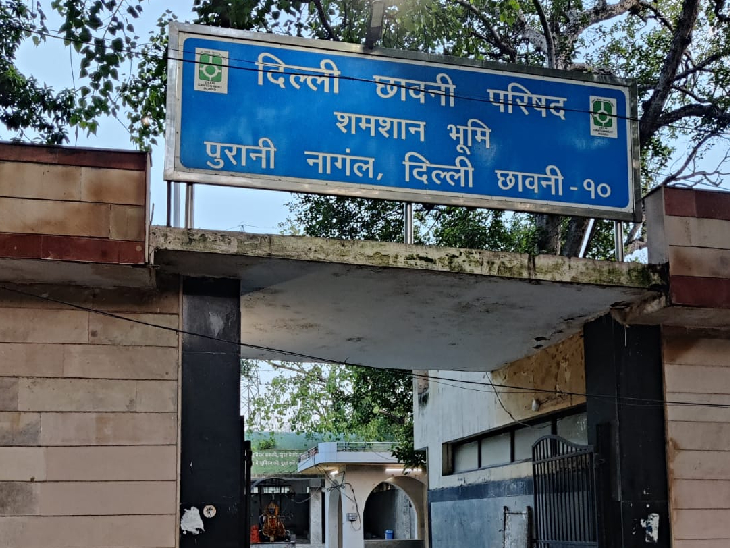 दिल्ली छावनी परिषद
शमशान भूमि
पुरानी नागंल, दिल्ली छावनी - १०